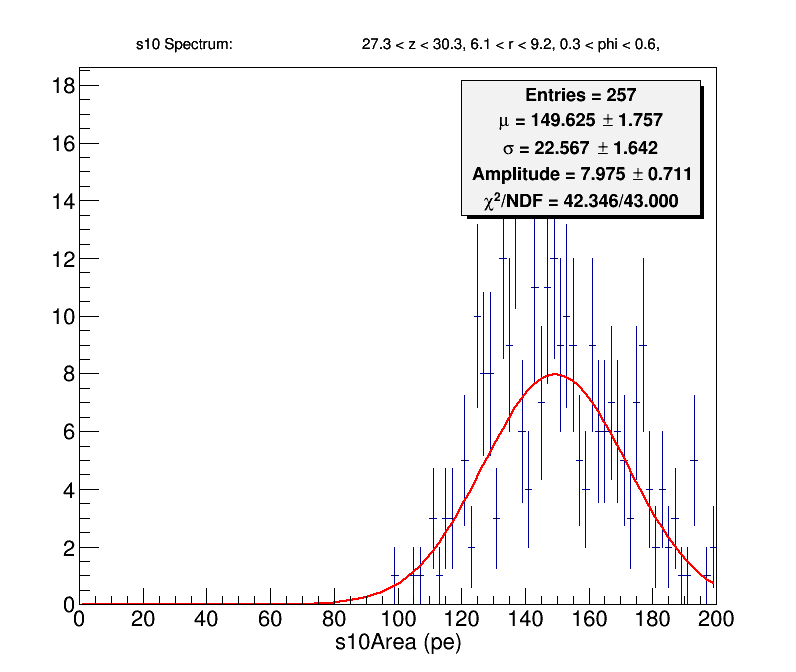 s10 Spectrum: 27.3 < z < 30.3, 6.1 < r < 9.2, 0.3 < phi < 0.6,
Entries = 257
μ = 149.625 ± 1.757
σ = 22.567 ± 1.642
Amplitude = 7.975 ± 0.711
χ²/NDF = 42.346/43.000
18
16
14
12
10
8
6
4
2
0
0 20 40 60 80 100 120 140 160 180 200
s10Area (pe)